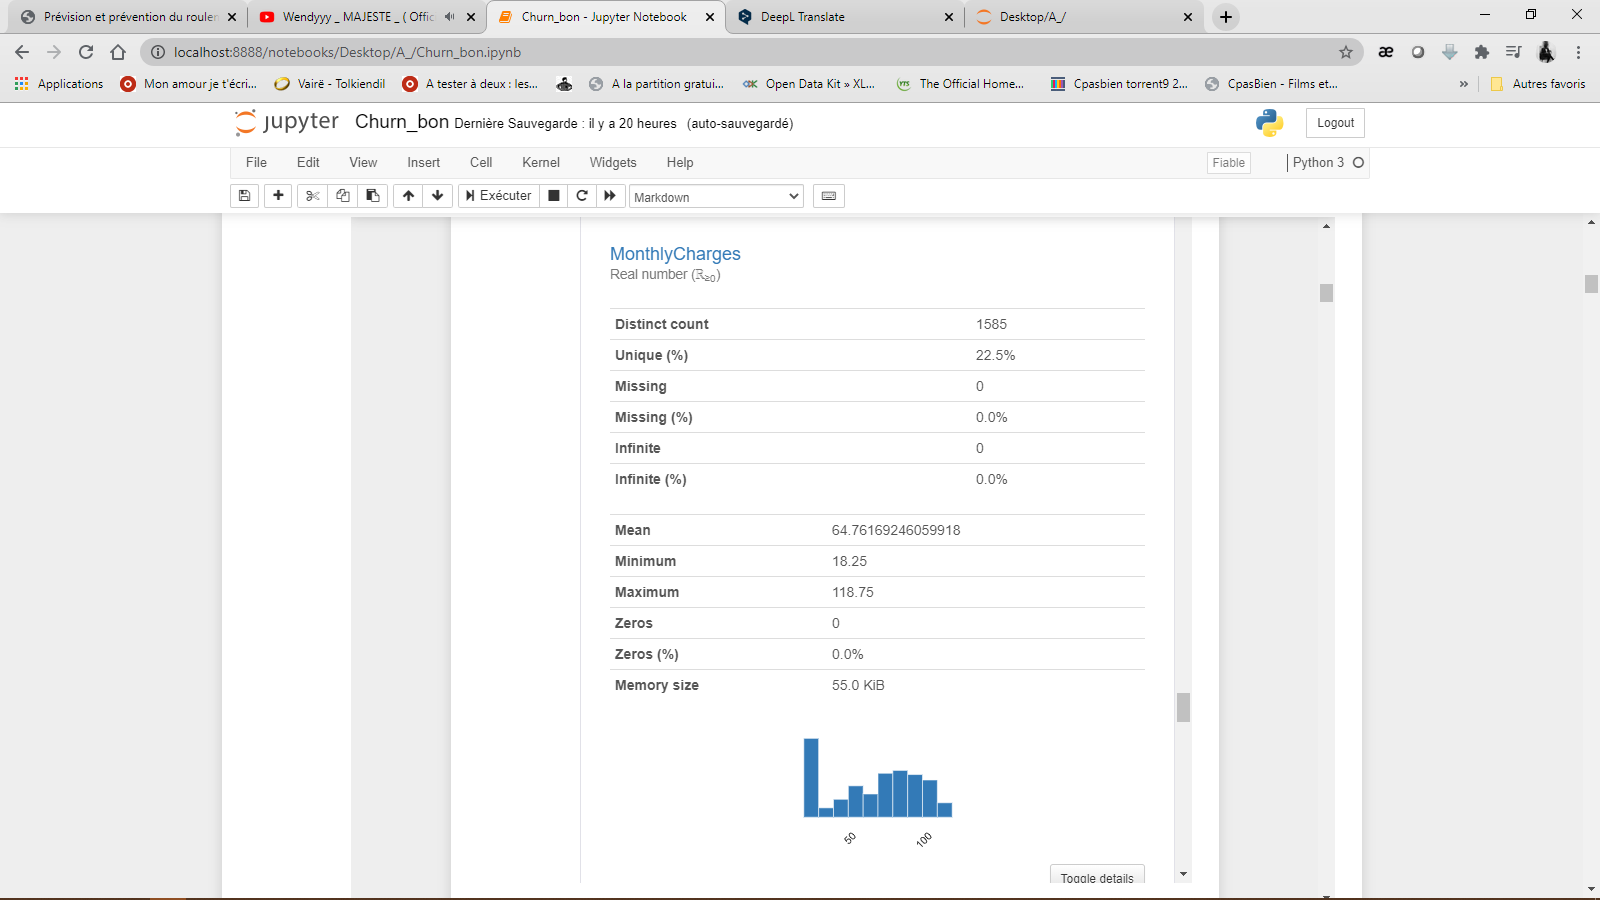 Prévision et prévention du rouler
Wendyyy _ MAJESTE _ ( Offic
Churn_bon - Jupyter Notebook
DeepL Translate
Desktop/A_/
localhost:8888/notebooks/Desktop/A_/Churn_bon.ipynb
Applications
Mon amour je t'écri...
Vairë - Tolkiendil
A tester à deux : les...
A la partition gratui...
Open Data Kit » XL...
The Official Home...
Cpasbien torrent9 2...
CpasBien - Films et...
»
Autres favoris
jupyter Churn_bon Dernière Sauvegarde : il y a 20 heures (auto-sauvegardé)
Logout
File Edit View Insert Cell Kernel Widgets Help
Fiable
Python 3
Exécuter
Markdown
MonthlyCharges
Real number (ℝ≥0)
Distinct count 1585
Unique (%) 22.5%
Missing 0
Missing (%) 0.0%
Infinite 0
Infinite (%) 0.0%
Mean 64.76169246059918
Minimum 18.25
Maximum 118.75
Zeros 0
Zeros (%) 0.0%
Memory size 55.0 KiB
50
100
Toggle details